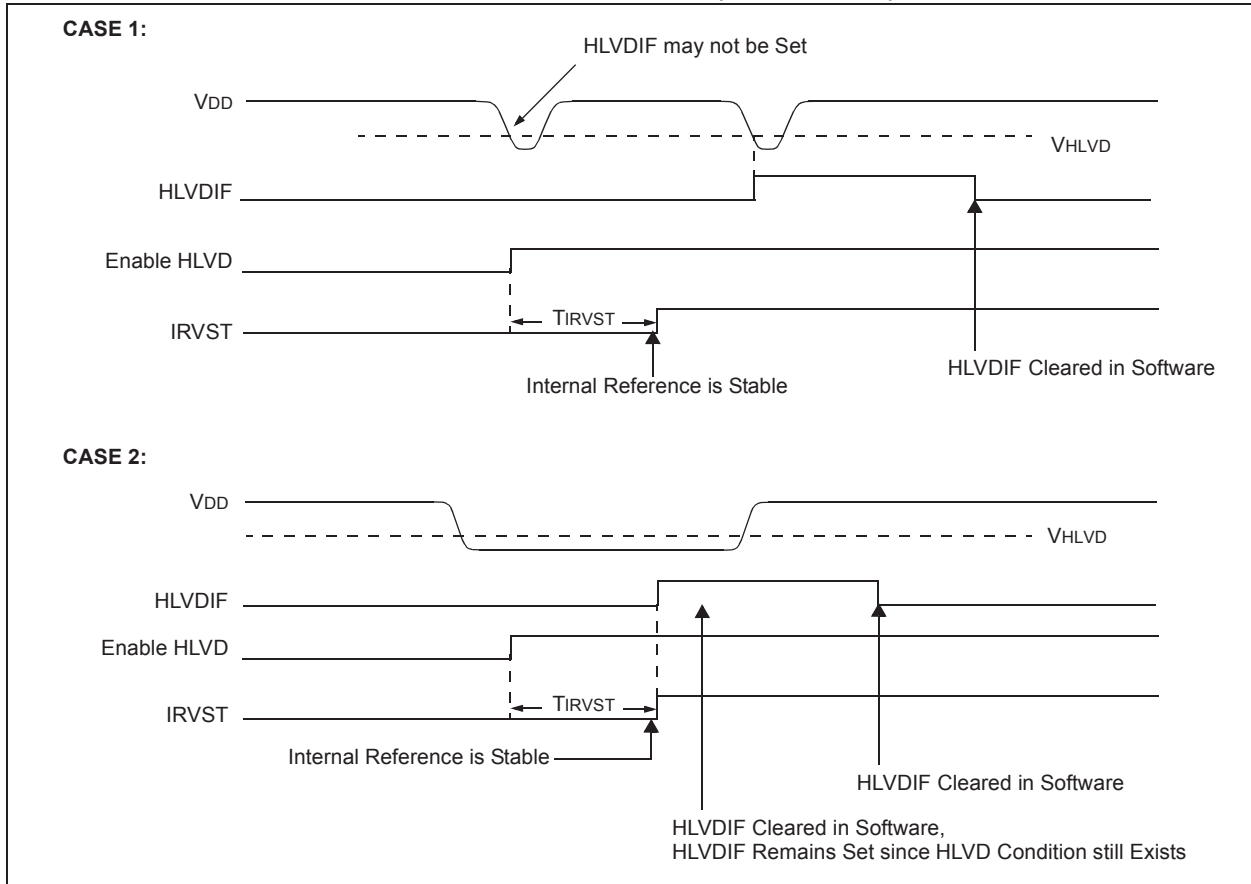 CASE 1:
HLVDIF may not be Set
VDD
VHLVD
HLVDIF
Enable HLVD
TIRVST
IRVST
HLVDIF Cleared in Software
Internal Reference is Stable
CASE 2:
VDD
VHLVD
HLVDIF
Enable HLVD
TIRVST
IRVST
Internal Reference is Stable
HLVDIF Cleared in Software
HLVDIF Cleared in Software,
HLVDIF Remains Set since HLVD Condition still Exists